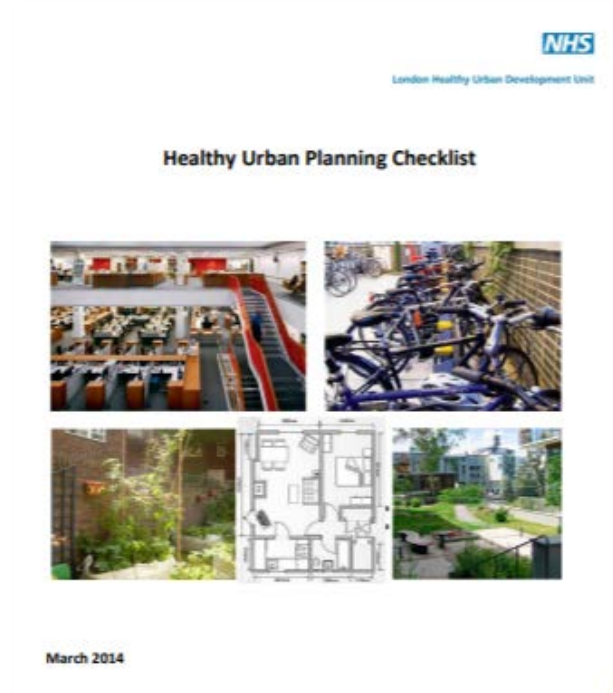 NHS
London Healthy Urban Development Unit
Healthy Urban Planning Checklist
March 2014